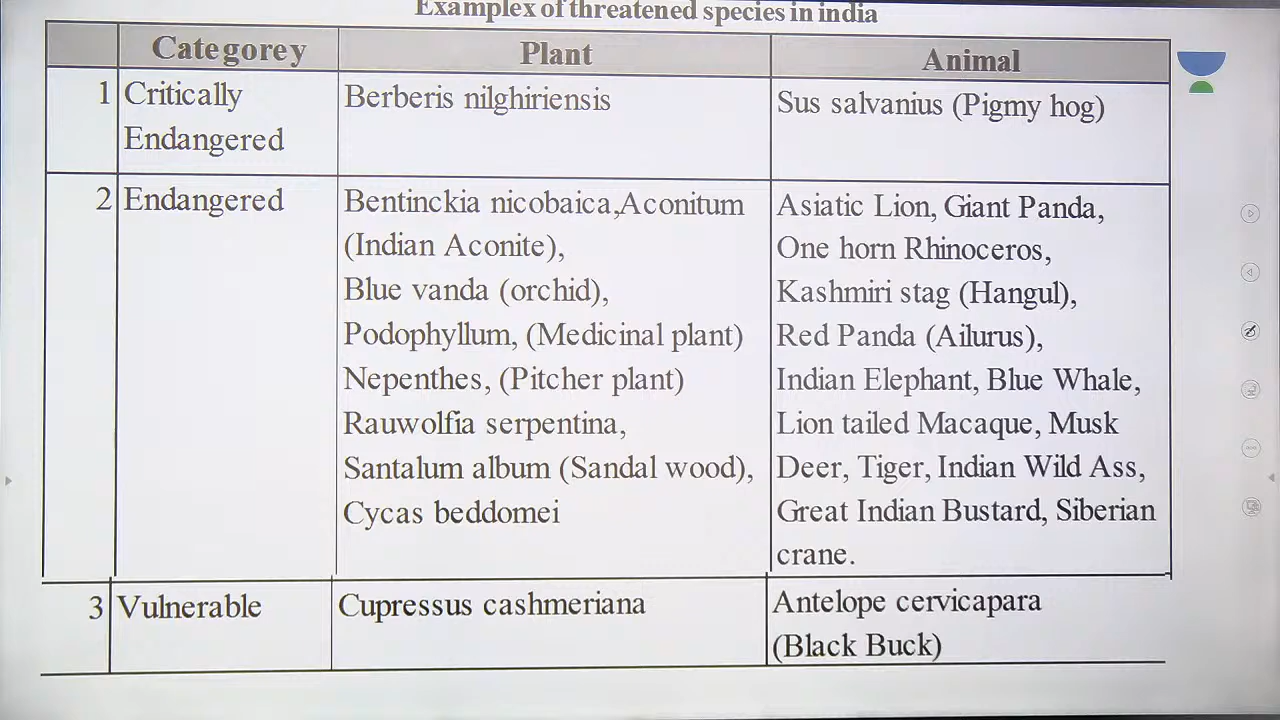 Examplex of threatened species in india
Categorey Plant Animal
1 Critically Endangered Berberis nilghiriensis Sus salvanius (Pigmy hog)
2 Endangered Bentinckia nicobaica,Aconitum Asiatic Lion, Giant Panda,
(Indian Aconite), One horn Rhinoceros,
Blue vanda (orchid), Kashmiri stag (Hangul),
Podophyllum, (Medicinal plant) Red Panda (Ailurus),
Nepenthes, (Pitcher plant) Indian Elephant, Blue Whale,
Rauwolfia serpentina, Lion tailed Macaque, Musk
Santalum album (Sandal wood), Deer, Tiger, Indian Wild Ass,
Cycas beddomei Great Indian Bustard, Siberian
crane.
3 Vulnerable Cupressus cashmeriana Antelope cervicapara
(Black Buck)